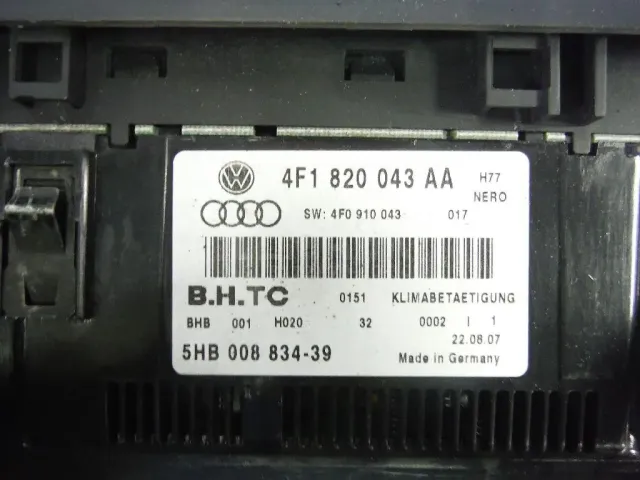 4F1 820 043 AA H77
NERO
SW: 4F0 910 043 017
B.H.TC 0151 KLIMABETAETIGUNG
BHB 001 H020 32 0002 I 1
22.08.07
5HB 008 834-39 Made in Germany